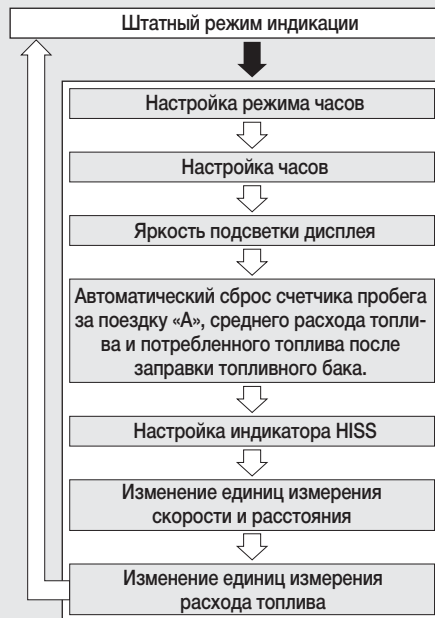 Штатный режим индикации
Настройка режима часов
Настройка часов
Яркость подсветки дисплея
Автоматический сброс счетчика пробега
за поездку «А», среднего расхода топли-
ва и потребленного топлива после
заправки топливного бака.
Настройка индикатора HISS
Изменение единиц измерения
скорости и расстояния
Изменение единиц измерения
расхода топлива